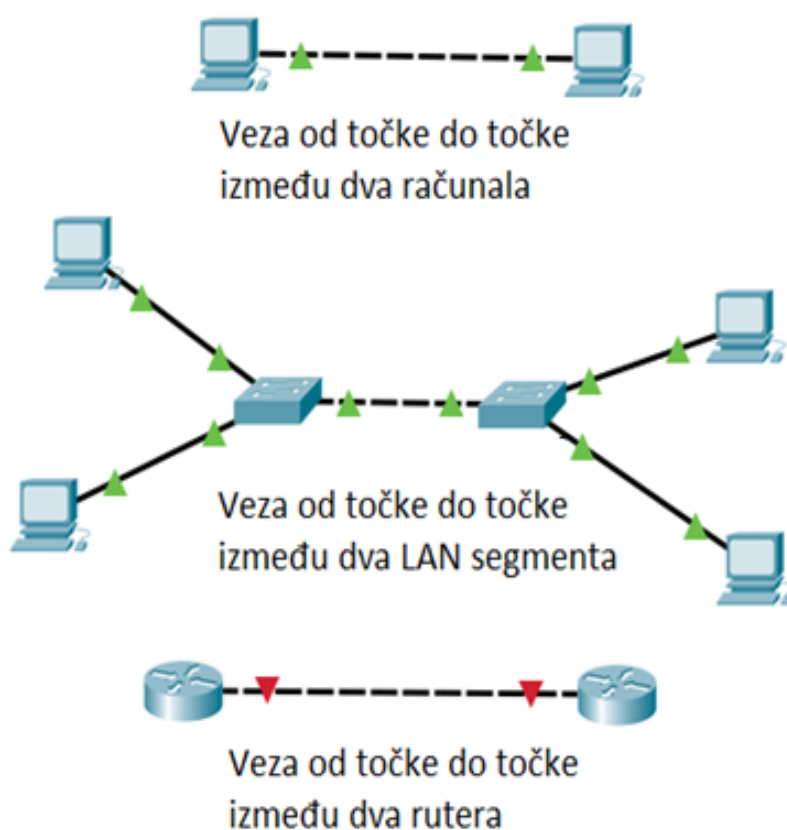 Veza od točke do točke
između dva računala
Veza od točke do točke
između dva LAN segmenta
Veza od točke do točke
između dva rutera